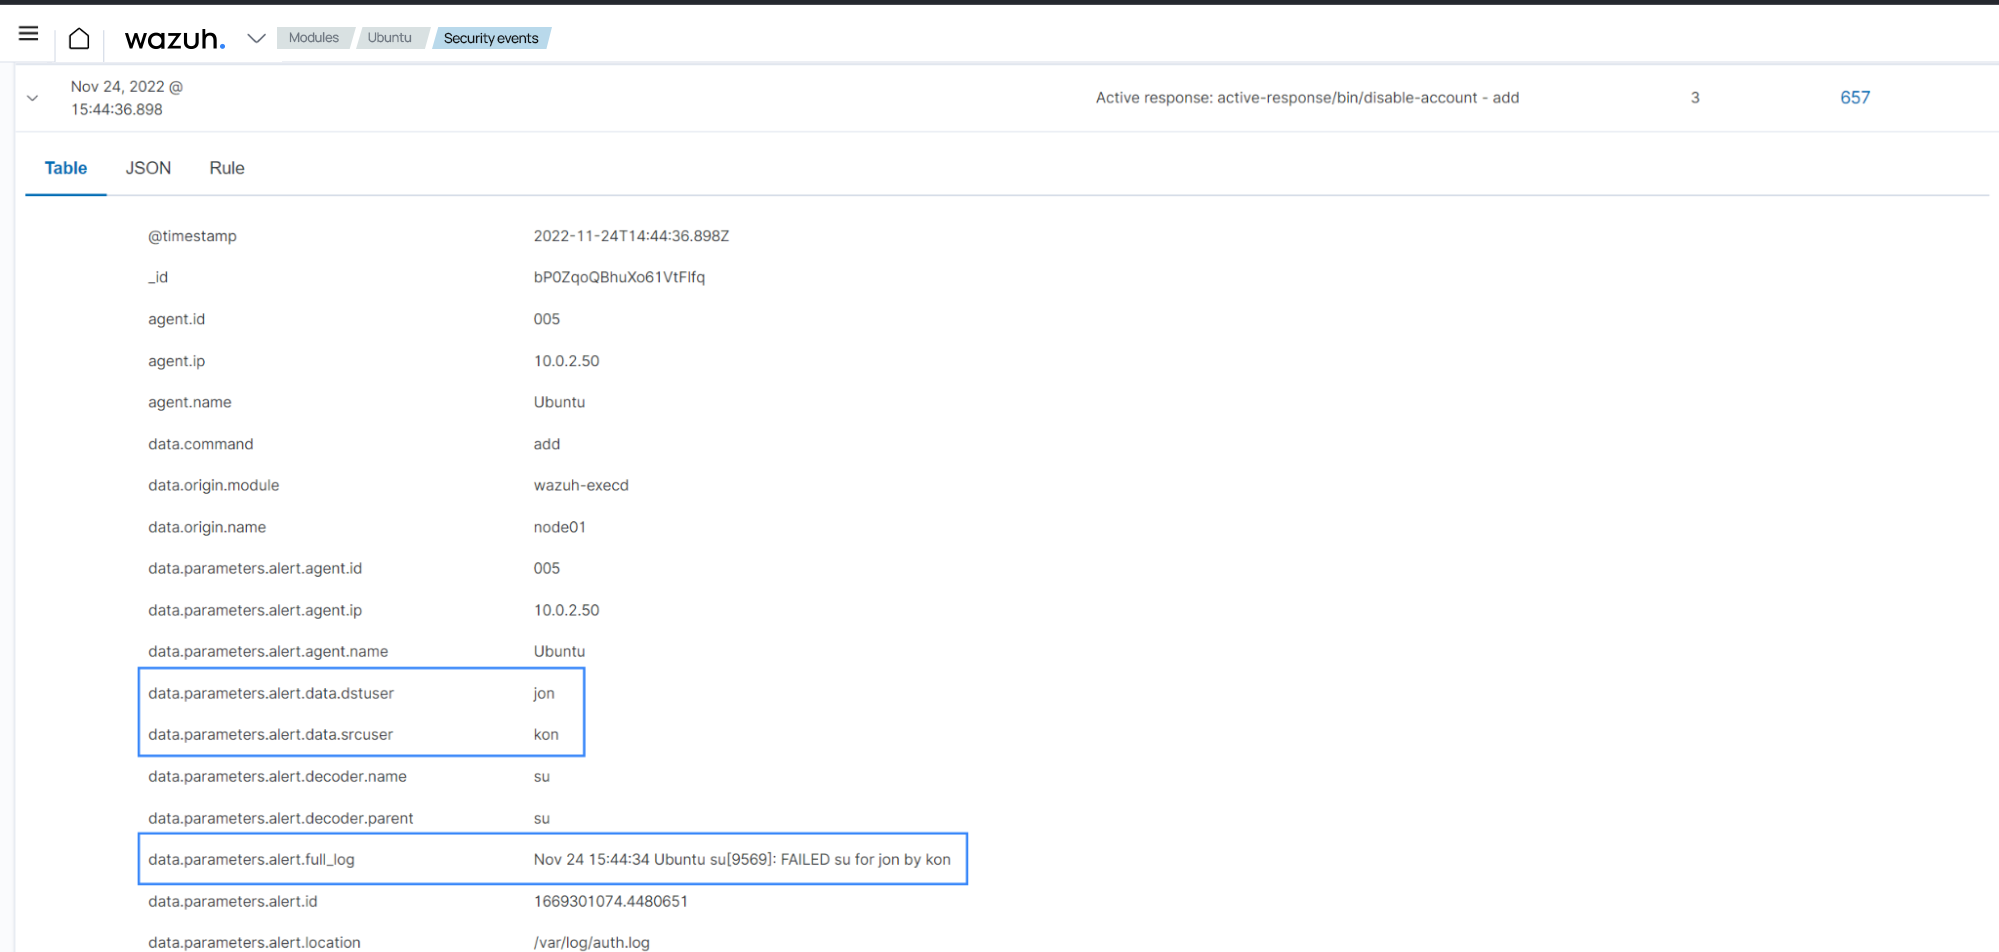 wazuh. Modules Ubuntu Security events
Nov 24, 2022 @
15:44:36.898
Active response: active-response/bin/disable-account - add 3 657
Table JSON Rule
@timestamp 2022-11-24T14:44:36.898Z
_id bP0ZqoQBhuXo61VtFlfq
agent.id 005
agent.ip 10.0.2.50
agent.name Ubuntu
data.command add
data.origin.module wazuh-execd
data.origin.name node01
data.parameters.alert.agent.id 005
data.parameters.alert.agent.ip 10.0.2.50
data.parameters.alert.agent.name Ubuntu
data.parameters.alert.data.dstuser jon
data.parameters.alert.data.srcuser kon
data.parameters.alert.decoder.name su
data.parameters.alert.decoder.parent su
data.parameters.alert.full_log Nov 24 15:44:34 Ubuntu su[9569]: FAILED su for jon by kon
data.parameters.alert.id 1669301074.4480651
data.parameters.alert.location /var/log/auth.log